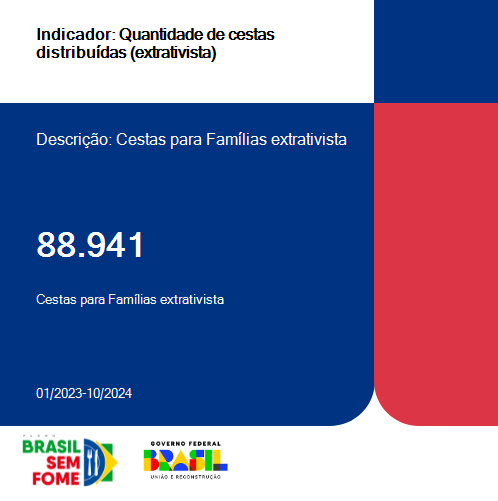 Indicador: Quantidade de cestas
distribuídas (extrativista)
Descrição: Cestas para Famílias extrativista
88.941
Cestas para Famílias extrativista
01/2023-10/2024
PLANO
BRASIL
SEM
FOME
GOVERNO FEDERAL
BRASIL
UNIÃO E RECONSTRUÇÃO